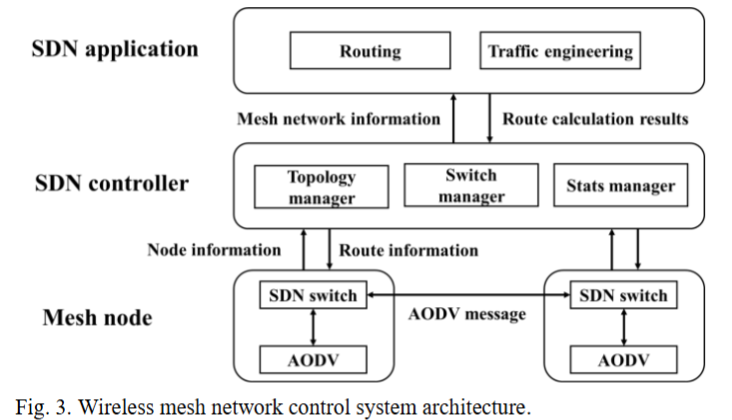 SDN application
Routing
Traffic engineering
Mesh network information
Route calculation results
SDN controller
Topology
manager
Switch
manager
Stats manager
Node information
Route information
Mesh node
SDN switch
AODV message
SDN switch
AODV
AODV
Fig. 3. Wireless mesh network control system architecture.